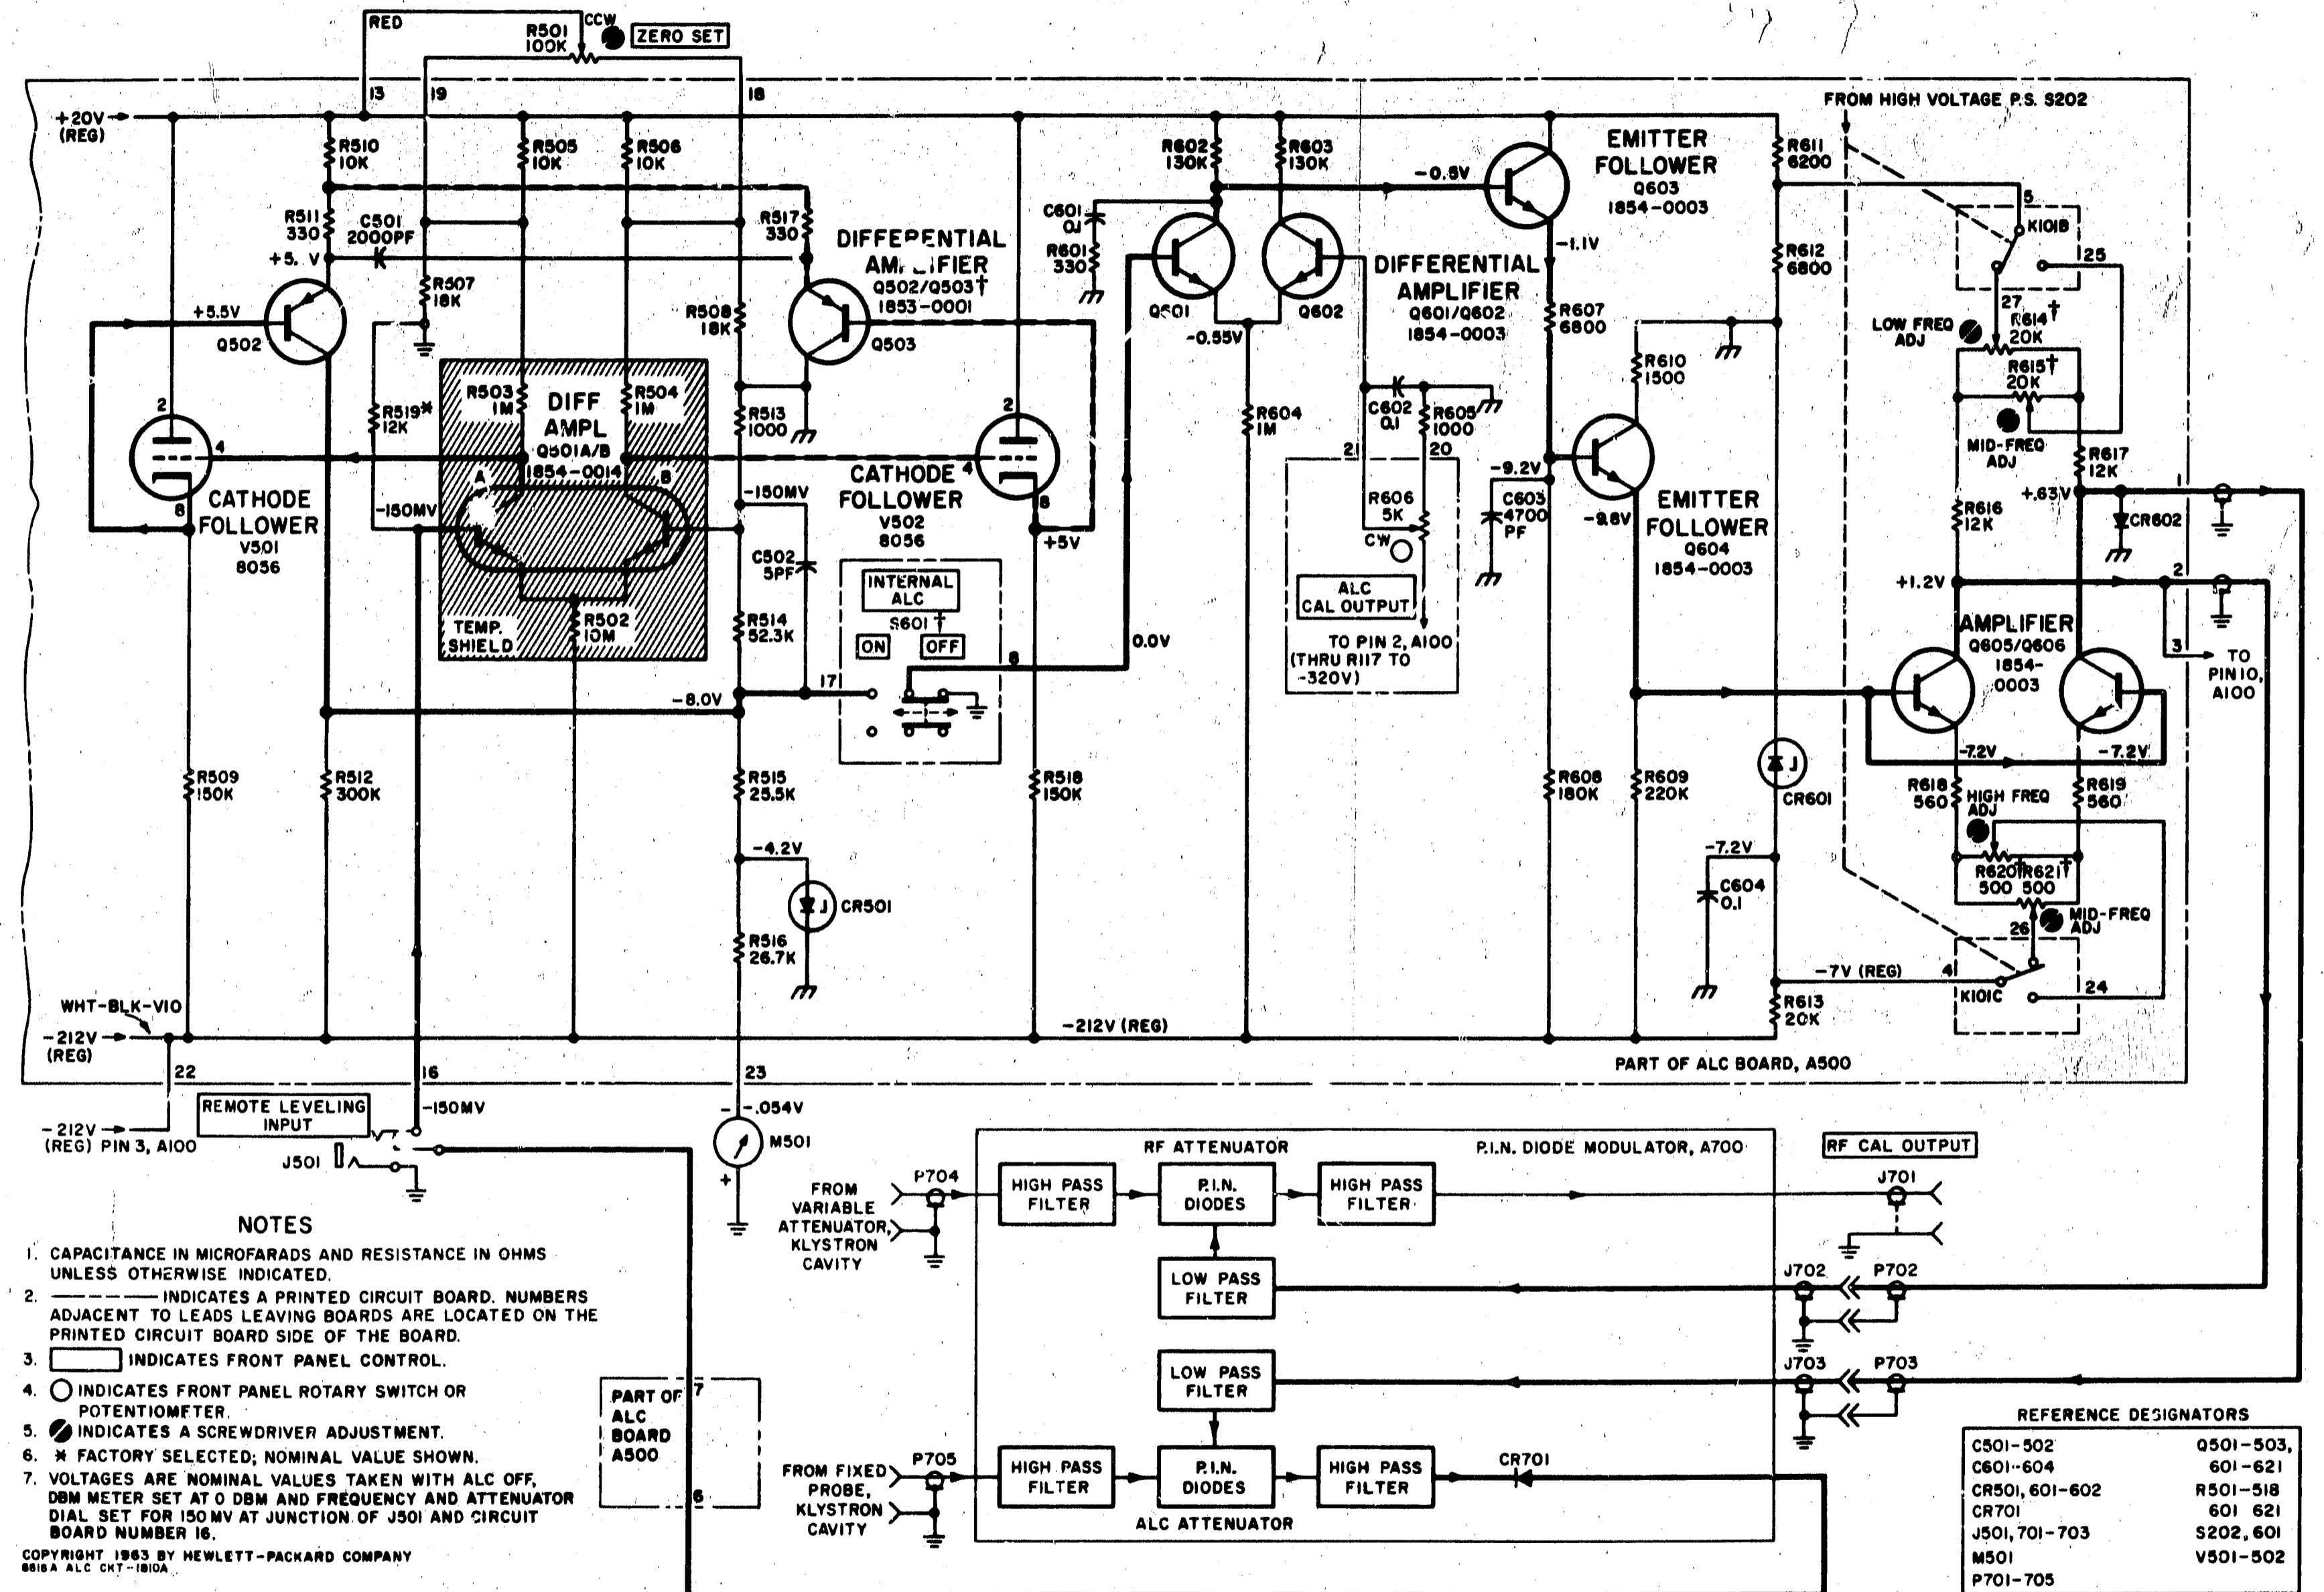 RED
R501
100K
CCW
ZERO SET
13
19
18
FROM HIGH VOLTAGE P.S. S202
+20V
(REG)
R510
10K
R505
10K
R506
10K
R602
130K
R603
130K
-0.5V
EMITTER
FOLLOWER
Q603
1854-0003
R611
6200
5
K101B
25
R511
330
C501
2000PF
R517
330
C601
0.1
R601
330
-1.1V
R612
6800
DIFFERENTIAL
AMPLIFIER
Q502/Q503†
1853-0001
DIFFERENTIAL
AMPLIFIER
Q601/Q602
1854-0003
+5.5V
Q502
R507
18K
R508
18K
Q503
Q601
-0.55V
Q602
R607
6800
27
R614†
20K
LOW FREQ
ADJ
R610
1500
R615†
20K
MID-FREQ
ADJ
2
R519*
12K
R503
1M
DIFF
AMPL
Q501A/B
1854-0014
R504
1M
R513
1000
2
R604
1M
C602
0.1
R605
1000
4
A
B
4
21
20
-9.2V
R617
12K
CATHODE
FOLLOWER
V501
8056
8
-150MV
-150MV
CATHODE
FOLLOWER
V502
8056
8
+5V
R606
5K
CW
C603
4700
PF
-9.8V
EMITTER
FOLLOWER
Q604
1854-0003
R616
12K
+.63V
CR602
1
C502
5PF
INTERNAL
ALC
S601†
ON
OFF
ALC
CAL OUTPUT
TO PIN 2, A100
(THRU R117 TO
-320V)
+1.2V
2
TEMP.
SHIELD
R502
10M
R514
52.3K
0.0V
AMPLIFIER
Q605/Q606
1854-
0003
3
TO
PIN 10,
A100
-8.0V
17
-7.2V
-7.2V
R509
150K
R512
300K
R515
25.5K
R518
150K
R608
180K
R609
220K
CR601
R618
560
HIGH FREQ
ADJ
R619
560
-4.2V
CR501
-7.2V
C604
0.1
R620†
500
R621†
500
MID-FREQ
ADJ
26
R516
26.7K
-7V (REG)
4
K101C
24
WHT-BLK-VIO
-212V
(REG)
-212V (REG)
R613
20K
PART OF ALC BOARD, A500
22
16
23
-212V
(REG) PIN 3, A100
REMOTE LEVELING
INPUT
-150MV
J501
-.054V
-
M501
+
RF ATTENUATOR
P.I.N. DIODE MODULATOR, A700
RF CAL OUTPUT
FROM
VARIABLE
ATTENUATOR,
KLYSTRON
CAVITY
P704
HIGH PASS
FILTER
P.I.N.
DIODES
HIGH PASS
FILTER
J701
LOW PASS
FILTER
J702
P702
LOW PASS
FILTER
J703
P703
FROM FIXED
PROBE,
KLYSTRON
CAVITY
P705
HIGH PASS
FILTER
P.I.N.
DIODES
HIGH PASS
FILTER
CR701
ALC ATTENUATOR
PART OF
ALC
BOARD
A500
7
6
NOTES
1. CAPACITANCE IN MICROFARADS AND RESISTANCE IN OHMS
UNLESS OTHERWISE INDICATED.
2. INDICATES A PRINTED CIRCUIT BOARD. NUMBERS
ADJACENT TO LEADS LEAVING BOARDS ARE LOCATED ON THE
PRINTED CIRCUIT BOARD SIDE OF THE BOARD.
3. INDICATES FRONT PANEL CONTROL.
4. INDICATES FRONT PANEL ROTARY SWITCH OR
POTENTIOMETER.
5. INDICATES A SCREWDRIVER ADJUSTMENT.
6. * FACTORY SELECTED; NOMINAL VALUE SHOWN.
7. VOLTAGES ARE NOMINAL VALUES TAKEN WITH ALC OFF,
DBM METER SET AT 0 DBM AND FREQUENCY AND ATTENUATOR
DIAL SET FOR 150 MV AT JUNCTION OF J501 AND CIRCUIT
BOARD NUMBER 16.
COPYRIGHT 1963 BY HEWLETT-PACKARD COMPANY
8616A ALC CKT-1810A
REFERENCE DESIGNATORS
C501-502
C601-604
CR501, 601-602
CR701
J501, 701-703
M501
P701-705
Q501-503,
601-621
R501-518
601 621
S202, 601
V501-502